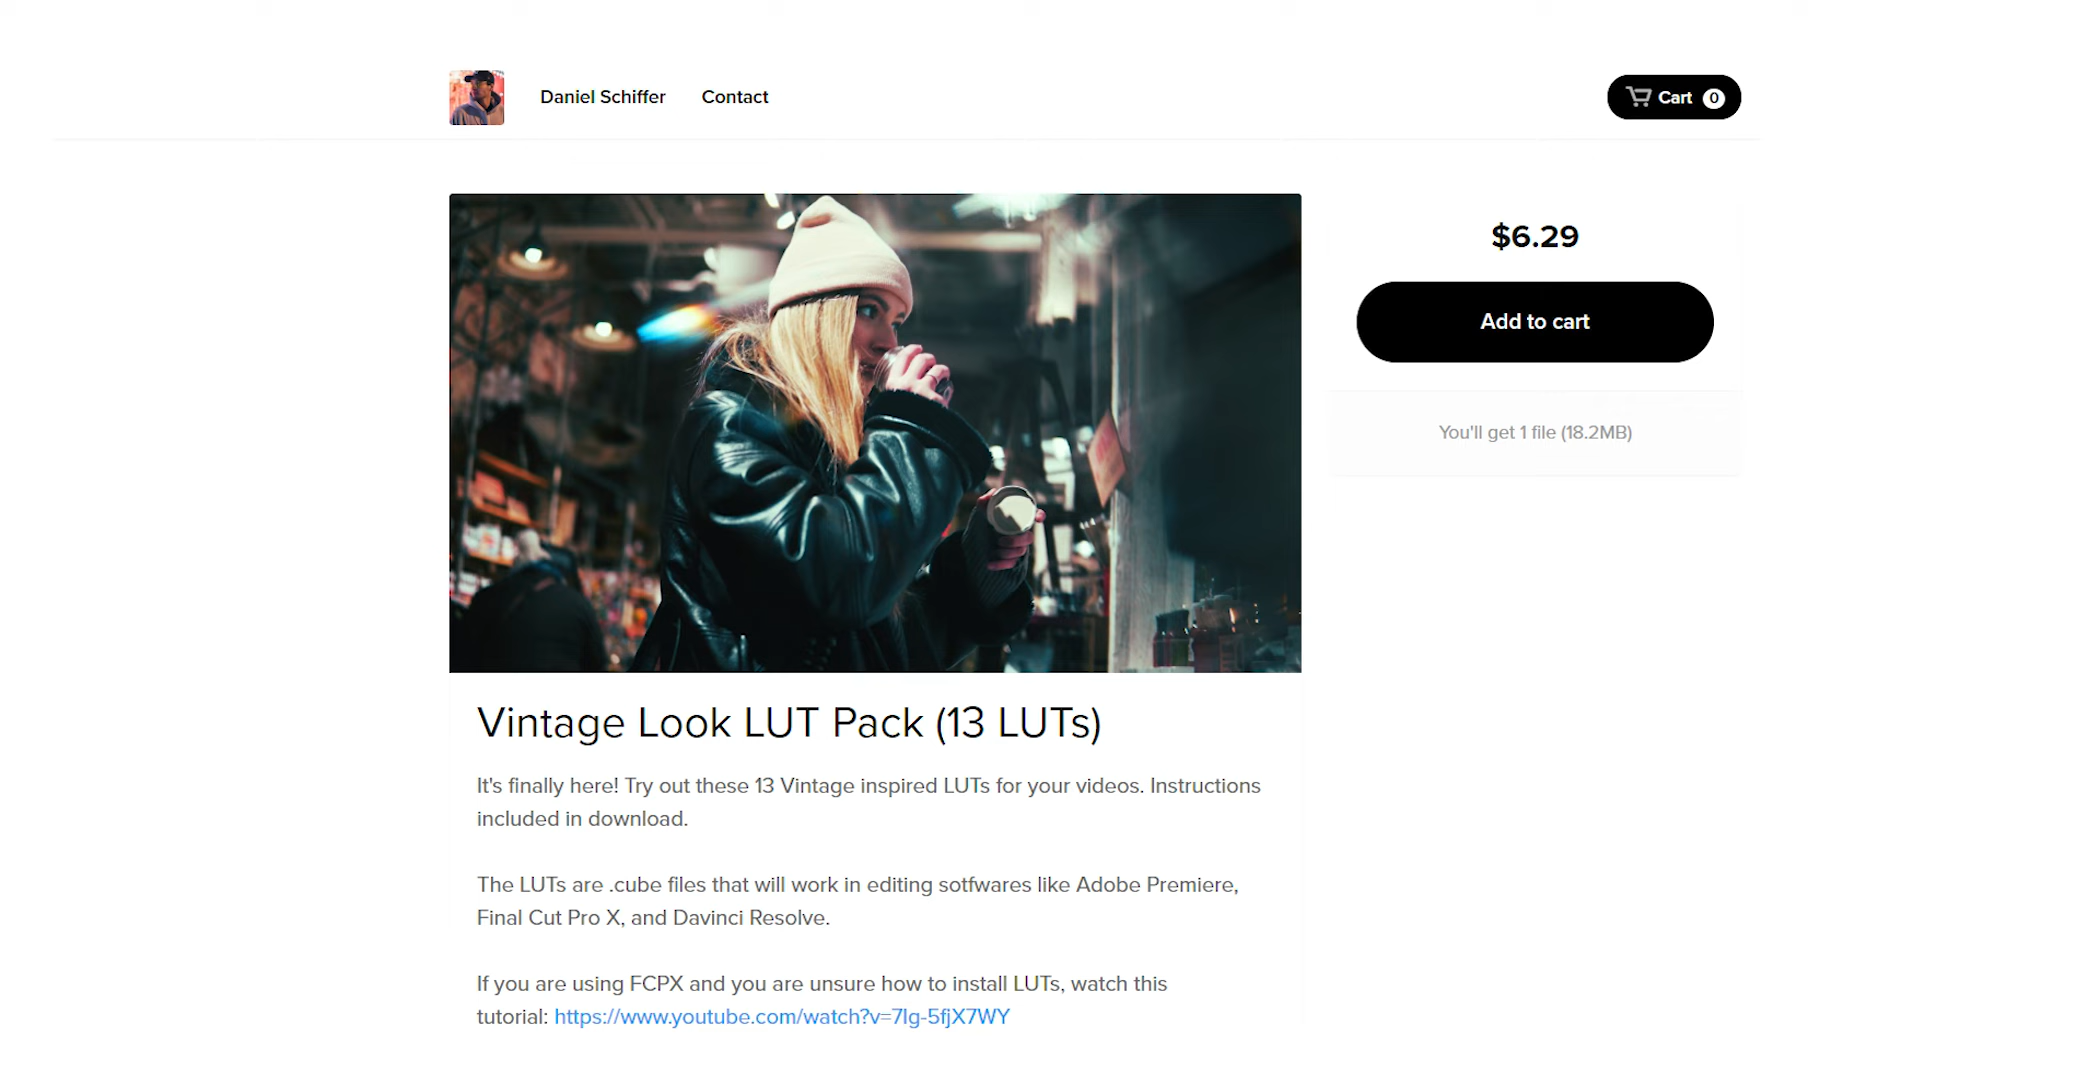 Daniel Schiffer
Contact
Cart 0
$6.29
Add to cart
You'll get 1 file (18.2MB)
Vintage Look LUT Pack (13 LUTs)
It's finally here! Try out these 13 Vintage inspired LUTs for your videos. Instructions
included in download.
The LUTs are .cube files that will work in editing sotfwares like Adobe Premiere,
Final Cut Pro X, and Davinci Resolve.
If you are using FCPX and you are unsure how to install LUTs, watch this
tutorial: https://www.youtube.com/watch?v=7Ig-5fjX7WY